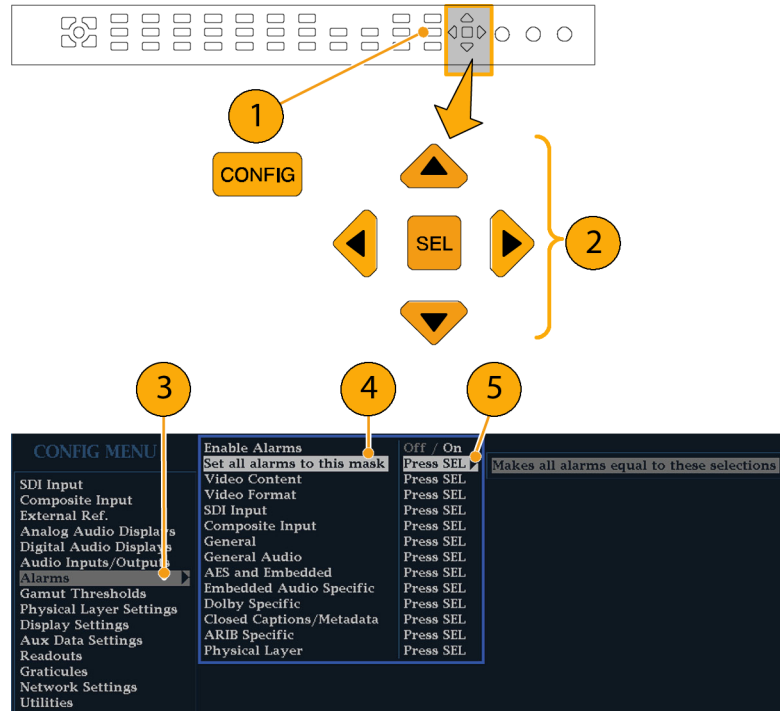 1
CONFIG
SEL
2
3
4
5
CONFIG MENU
SDI Input
Composite Input
External Ref.
Analog Audio Displays
Digital Audio Displays
Audio Inputs/Outputs
Alarms
Gamut Thresholds
Physical Layer Settings
Display Settings
Aux Data Settings
Readouts
Graticules
Network Settings
Utilities
Enable Alarms Off / On
Set all alarms to this mask Press SEL
Video Content Press SEL
Video Format Press SEL
SDI Input Press SEL
Composite Input Press SEL
General Press SEL
General Audio Press SEL
AES and Embedded Press SEL
Embedded Audio Specific Press SEL
Dolby Specific Press SEL
Closed Captions/Metadata Press SEL
ARIB Specific Press SEL
Physical Layer Press SEL
Makes all alarms equal to these selections